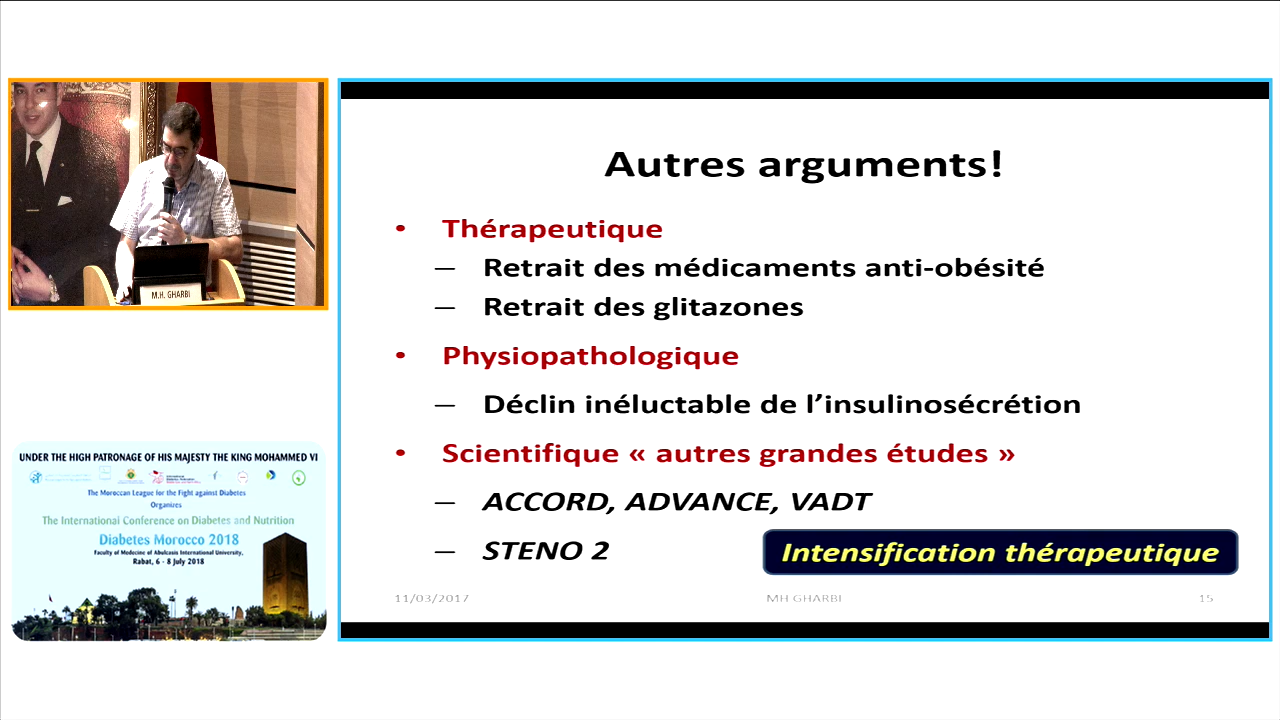 M.H. GHARBI
UNDER THE HIGH PATRONAGE OF HIS MAJESTY THE KING MOHAMMED VI
The Moroccan League for the Fight against Diabetes
Organizes
The International Conference on Diabetes and Nutrition
Diabetes Morocco 2018
Faculty of Medecine of Abulcasis International University,
Rabat, 6 - 8 July 2018
Autres arguments!
• Thérapeutique
– Retrait des médicaments anti-obésité
– Retrait des glitazones
• Physiopathologique
– Déclin inéluctable de l’insulinosécrétion
• Scientifique « autres grandes études »
– ACCORD, ADVANCE, VADT
– STENO 2
Intensification thérapeutique
11/03/2017
MH GHARBI
15